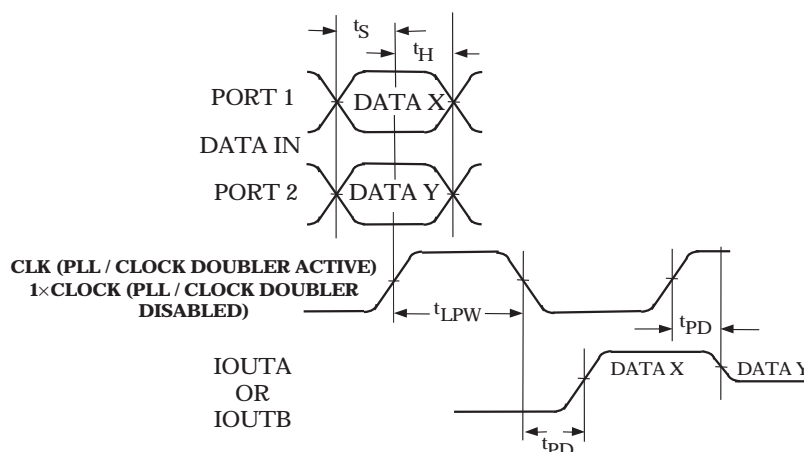 tS
tH
PORT 1
DATA X
DATA IN
PORT 2
DATA Y
CLK (PLL / CLOCK DOUBLER ACTIVE)
1×CLOCK (PLL / CLOCK DOUBLER
DISABLED)
tLPW
tPD
IOUTA
OR
IOUTB
DATA X
DATA Y
tPD